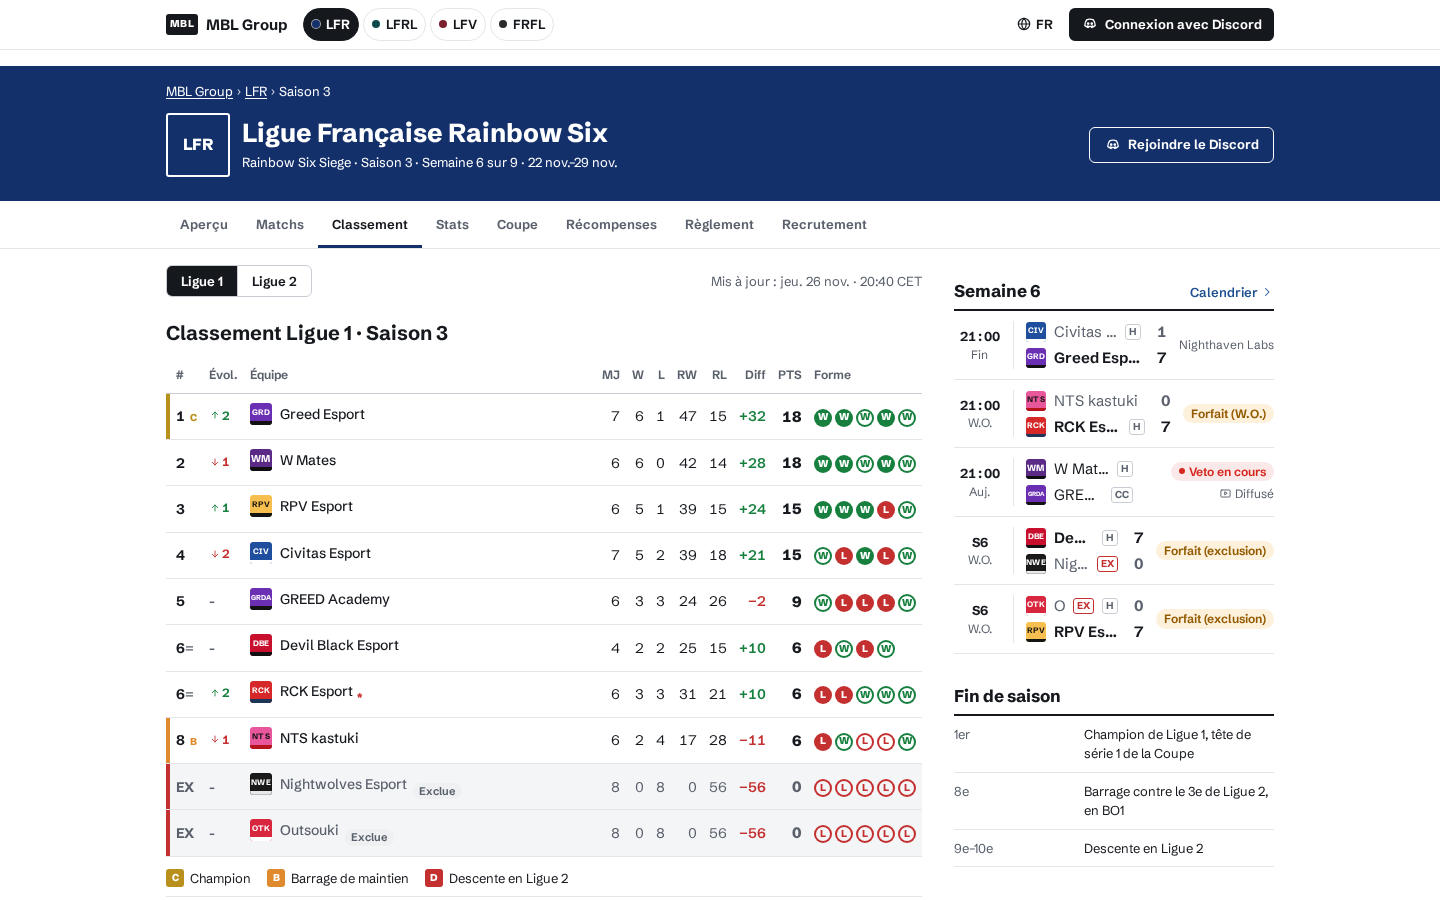 MBL MBL Group LFR LFRL LFV FRFL FR Connexion avec Discord
MBL Group › LFR › Saison 3
LFR
Ligue Française Rainbow Six
Rainbow Six Siege · Saison 3 · Semaine 6 sur 9 · 22 nov.–29 nov.
Rejoindre le Discord
Aperçu Matchs Classement Stats Coupe Récompenses Règlement Recrutement
Ligue 1 Ligue 2
Mis à jour : jeu. 26 nov. · 20:40 CET
Classement Ligue 1 · Saison 3
# Évol. Équipe MJ W L RW RL Diff PTS Forme
1 C ↑ 2 GRD Greed Esport 7 6 1 47 15 +32 18 W W W W W
2 ↓ 1 WM W Mates 6 6 0 42 14 +28 18 W W W W W
3 ↑ 1 RPV RPV Esport 6 5 1 39 15 +24 15 W W W L W
4 ↓ 2 CIV Civitas Esport 7 5 2 39 18 +21 15 W L W L W
5 - GRDA GREED Academy 6 3 3 24 26 −2 9 W L L L W
6= - DBE Devil Black Esport 4 2 2 25 15 +10 6 L W L W
6= ↑ 2 RCK RCK Esport * 6 3 3 31 21 +10 6 L L W W W
8 B ↓ 1 NTS NTS kastuki 6 2 4 17 28 −11 6 L W L L W
EX - NWE Nightwolves Esport Exclue 8 0 8 0 56 −56 0 L L L L L
EX - OTK Outsouki Exclue 8 0 8 0 56 −56 0 L L L L L
C Champion B Barrage de maintien D Descente en Ligue 2
Semaine 6 Calendrier
21:00 CIV Civitas … H 1
Fin GRD Greed Esp… 7
Nighthaven Labs
21:00 NTS NTS kastuki 0
W.O. RCK RCK Es… H 7
Forfait (W.O.)
21:00 WM W Mat… H
Auj. GRDA GRE… CC
Veto en cours
Diffusé
S6 DBE De… H 7
W.O. NWE Nig… EX 0
Forfait (exclusion)
S6 OTK O EX H 0
W.O. RPV RPV Es… 7
Forfait (exclusion)
Fin de saison
1er Champion de Ligue 1, tête de
série 1 de la Coupe
8e Barrage contre le 3e de Ligue 2,
en BO1
9e–10e Descente en Ligue 2